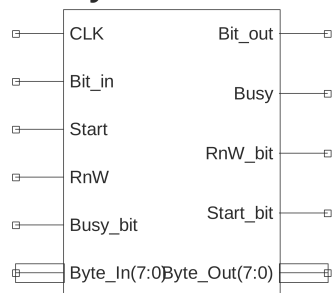 CLK Bit_out
Bit_in
Busy
Start
RnW_bit
RnW
Start_bit
Busy_bit
Byte_In(7:0) Byte_Out(7:0)